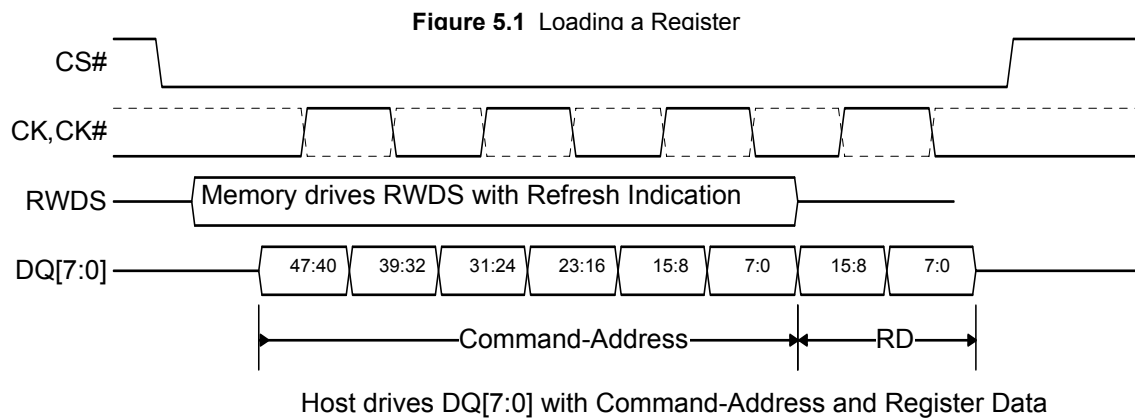 Figure 5.1 Loading a Register
CS#
CK,CK#
RWDS Memory drives RWDS with Refresh Indication
DQ[7:0] 47:40 39:32 31:24 23:16 15:8 7:0 15:8 7:0
Command-Address RD
Host drives DQ[7:0] with Command-Address and Register Data